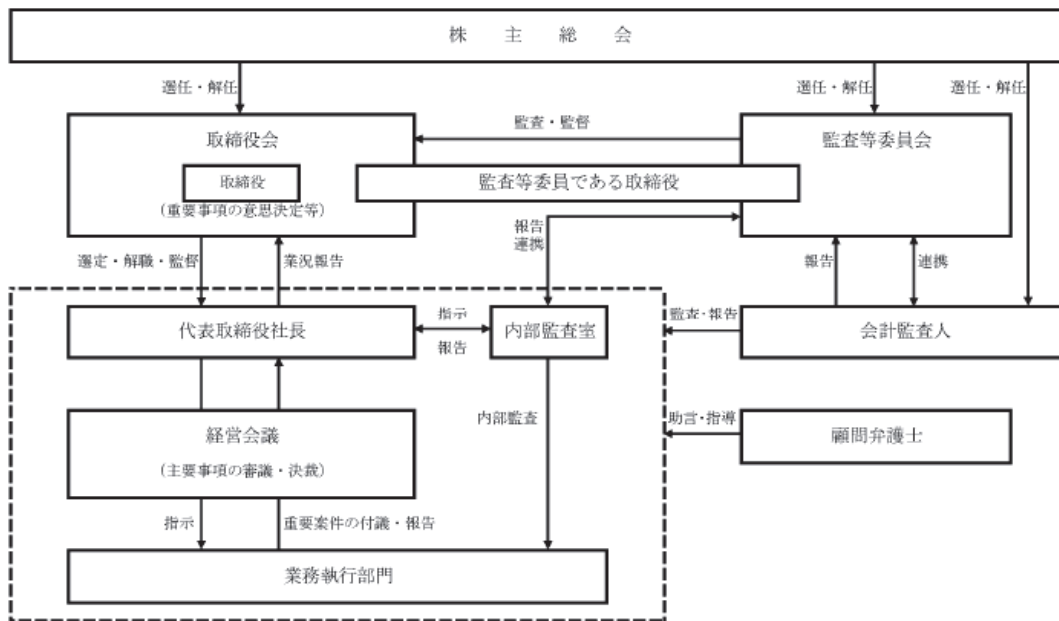 株 主 総 会
選任・解任
選任・解任
選任・解任
取締役会
監査・監督
監査等委員会
取締役
監査等委員である取締役
(重要事項の意思決定等)
報告
連携
選定・解職・監督
業況報告
報告
連携
代表取締役社長
指示
報告
内部監査室
監査・報告
会計監査人
経営会議
(主要事項の審議・決裁)
内部監査
助言・指導
顧問弁護士
指示
重要案件の付議・報告
業務執行部門